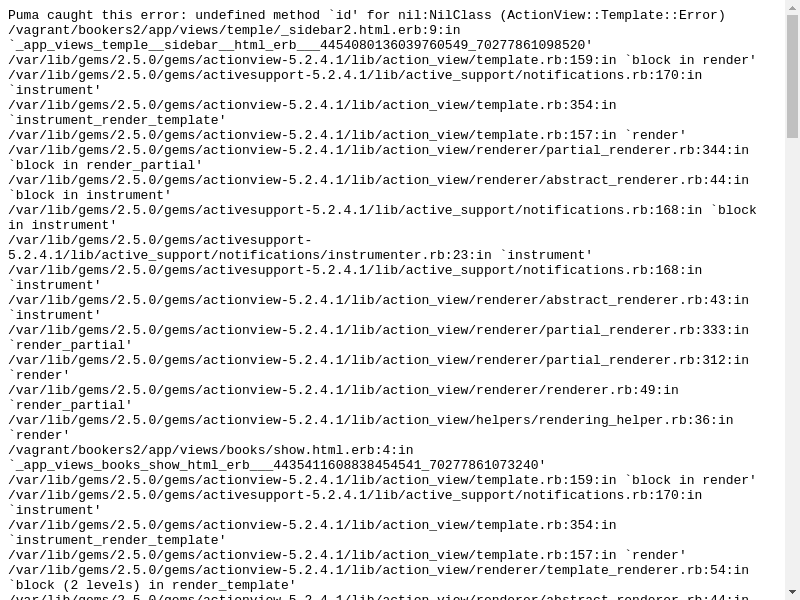 Puma caught this error: undefined method `id' for nil:NilClass (ActionView::Template::Error)
/vagrant/bookers2/app/views/temple/_sidebar2.html.erb:9:in
`_app_views_temple__sidebar__html_erb___4454080136039760549_70277861098520'
/var/lib/gems/2.5.0/gems/actionview-5.2.4.1/lib/action_view/template.rb:159:in `block in render'
/var/lib/gems/2.5.0/gems/activesupport-5.2.4.1/lib/active_support/notifications.rb:170:in
`instrument'
/var/lib/gems/2.5.0/gems/actionview-5.2.4.1/lib/action_view/template.rb:354:in
`instrument_render_template'
/var/lib/gems/2.5.0/gems/actionview-5.2.4.1/lib/action_view/template.rb:157:in `render'
/var/lib/gems/2.5.0/gems/actionview-5.2.4.1/lib/action_view/renderer/partial_renderer.rb:344:in
`block in render_partial'
/var/lib/gems/2.5.0/gems/actionview-5.2.4.1/lib/action_view/renderer/abstract_renderer.rb:44:in
`block in instrument'
/var/lib/gems/2.5.0/gems/activesupport-5.2.4.1/lib/active_support/notifications.rb:168:in `block
in instrument'
/var/lib/gems/2.5.0/gems/activesupport-
5.2.4.1/lib/active_support/notifications/instrumenter.rb:23:in `instrument'
/var/lib/gems/2.5.0/gems/activesupport-5.2.4.1/lib/active_support/notifications.rb:168:in
`instrument'
/var/lib/gems/2.5.0/gems/actionview-5.2.4.1/lib/action_view/renderer/abstract_renderer.rb:43:in
`instrument'
/var/lib/gems/2.5.0/gems/actionview-5.2.4.1/lib/action_view/renderer/partial_renderer.rb:333:in
`render_partial'
/var/lib/gems/2.5.0/gems/actionview-5.2.4.1/lib/action_view/renderer/partial_renderer.rb:312:in
`render'
/var/lib/gems/2.5.0/gems/actionview-5.2.4.1/lib/action_view/renderer/renderer.rb:49:in
`render_partial'
/var/lib/gems/2.5.0/gems/actionview-5.2.4.1/lib/action_view/helpers/rendering_helper.rb:36:in
`render'
/vagrant/bookers2/app/views/books/show.html.erb:4:in
`_app_views_books_show_html_erb___4435411608838454541_70277861073240'
/var/lib/gems/2.5.0/gems/actionview-5.2.4.1/lib/action_view/template.rb:159:in `block in render'
/var/lib/gems/2.5.0/gems/activesupport-5.2.4.1/lib/active_support/notifications.rb:170:in
`instrument'
/var/lib/gems/2.5.0/gems/actionview-5.2.4.1/lib/action_view/template.rb:354:in
`instrument_render_template'
/var/lib/gems/2.5.0/gems/actionview-5.2.4.1/lib/action_view/template.rb:157:in `render'
/var/lib/gems/2.5.0/gems/actionview-5.2.4.1/lib/action_view/renderer/template_renderer.rb:54:in
`block (2 levels) in render_template'
/var/lib/gems/2.5.0/gems/actionview-5.2.4.1/lib/action_view/renderer/abstract_renderer.rb:44:in